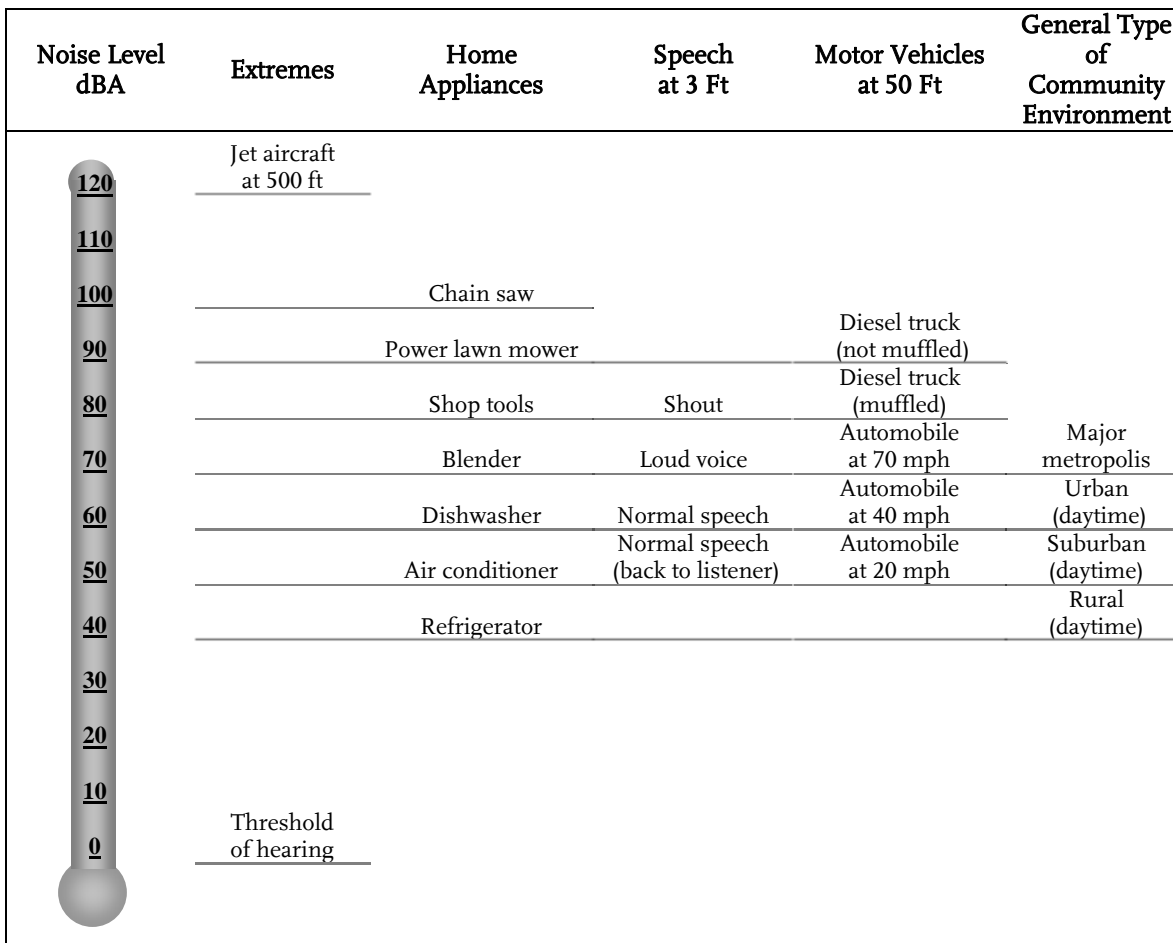 Noise Level
dBA
Extremes
Home
Appliances
Speech
at 3 Ft
Motor Vehicles
at 50 Ft
General Type
of
Community
Environment
120
Jet aircraft
at 500 ft
110
100
Chain saw
90
Power lawn mower
Diesel truck
(not muffled)
80
Shop tools
Shout
Diesel truck
(muffled)
70
Blender
Loud voice
Automobile
at 70 mph
Major
metropolis
60
Dishwasher
Normal speech
Automobile
at 40 mph
Urban
(daytime)
50
Air conditioner
Normal speech
(back to listener)
Automobile
at 20 mph
Suburban
(daytime)
40
Refrigerator
Rural
(daytime)
30
20
10
0
Threshold
of hearing